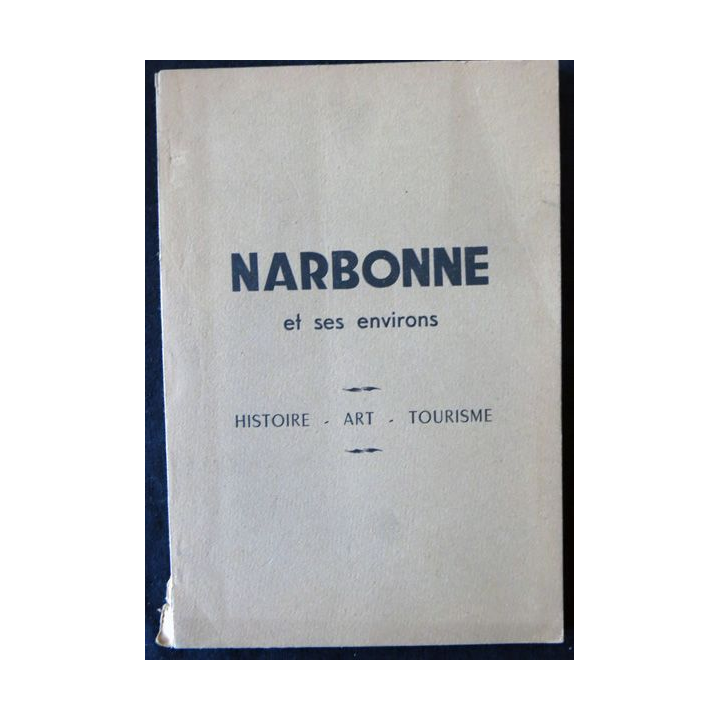 NARBONNE
et ses environs
HISTOIRE - ART - TOURISME